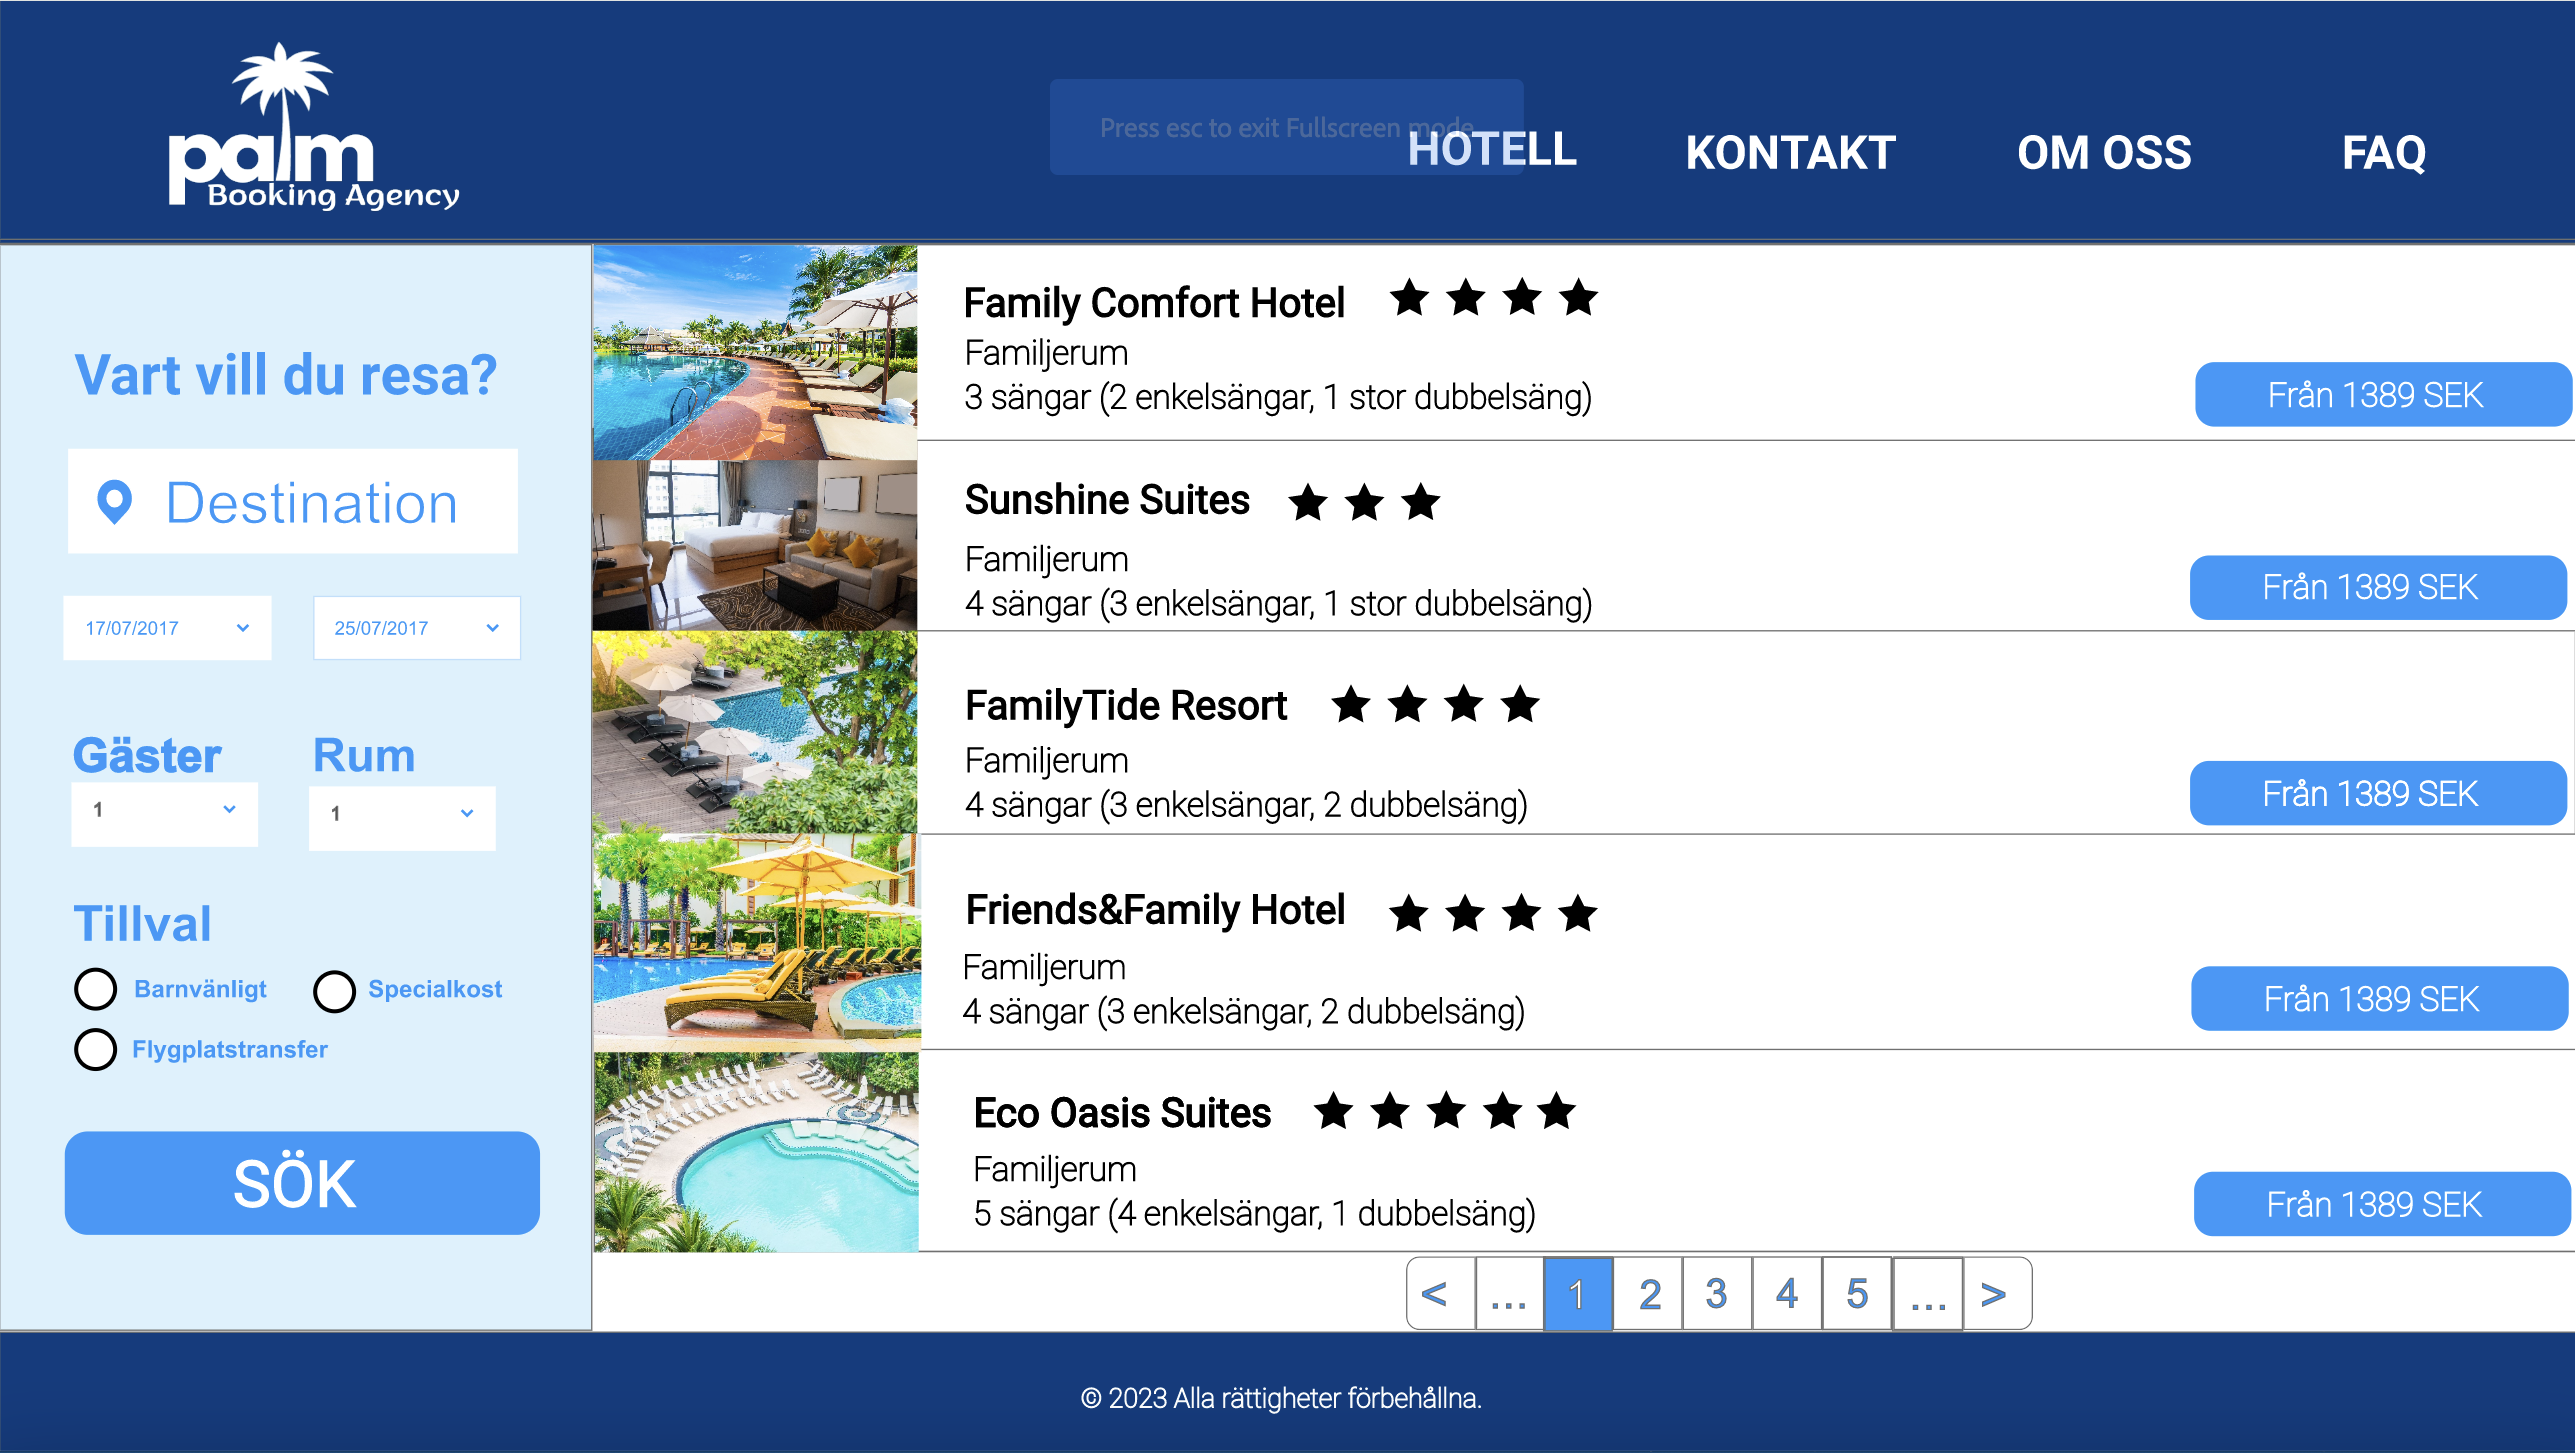 palm
Booking Agency
Press esc to exit Fullscreen mode
HOTELL
KONTAKT
OM OSS
FAQ
Vart vill du resa?
Destination
17/07/2017
25/07/2017
Gäster
Rum
1
1
Tillval
Barnvänligt
Specialkost
Flygplatstransfer
SÖK
Family Comfort Hotel
Familjerum
3 sängar (2 enkelsängar, 1 stor dubbelsäng)
Från 1389 SEK
Sunshine Suites
Familjerum
4 sängar (3 enkelsängar, 1 stor dubbelsäng)
Från 1389 SEK
FamilyTide Resort
Familjerum
4 sängar (3 enkelsängar, 2 dubbelsäng)
Från 1389 SEK
Friends&Family Hotel
Familjerum
4 sängar (3 enkelsängar, 2 dubbelsäng)
Från 1389 SEK
Eco Oasis Suites
Familjerum
5 sängar (4 enkelsängar, 1 dubbelsäng)
Från 1389 SEK
< ... 1 2 3 4 5 ... >
© 2023 Alla rättigheter förbehållna.